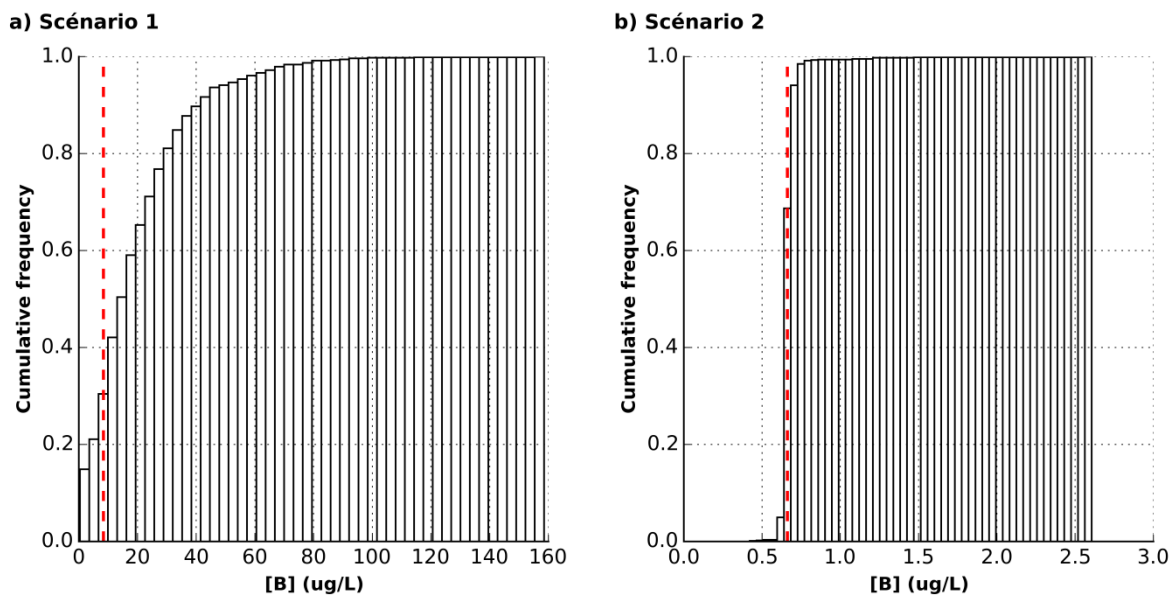 a) Scénario 1
1.0
0.8
0.6
0.4
0.2
0.0
Cumulative frequency
0 20 40 60 80 100 120 140 160
[B] (ug/L)
b) Scénario 2
1.0
0.8
0.6
0.4
0.2
0.0
Cumulative frequency
0.0 0.5 1.0 1.5 2.0 2.5 3.0
[B] (ug/L)